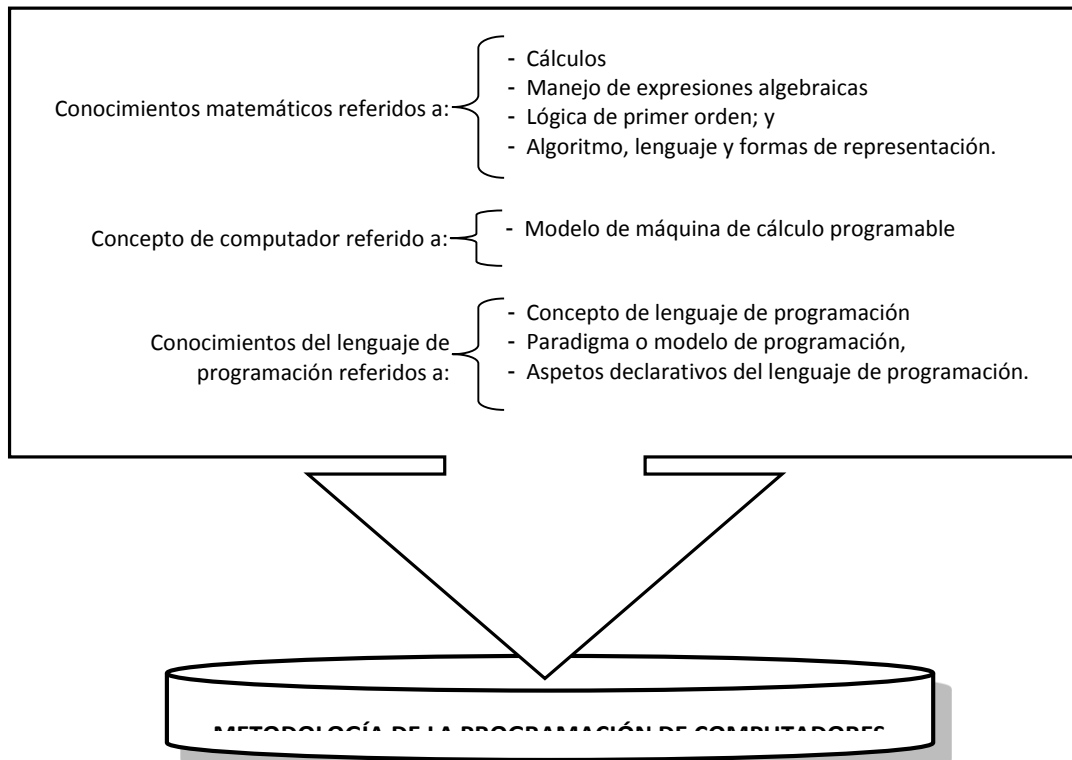 Conocimientos matemáticos referidos a:
- Cálculos
- Manejo de expresiones algebraicas
- Lógica de primer orden; y
- Algoritmo, lenguaje y formas de representación.
Concepto de computador referido a:
- Modelo de máquina de cálculo programable
Conocimientos del lenguaje de
programación referidos a:
- Concepto de lenguaje de programación
- Paradigma o modelo de programación,
- Aspetos declarativos del lenguaje de programación.
METODOLOGÍA DE LA PROGRAMACIÓN DE COMPUTADORES